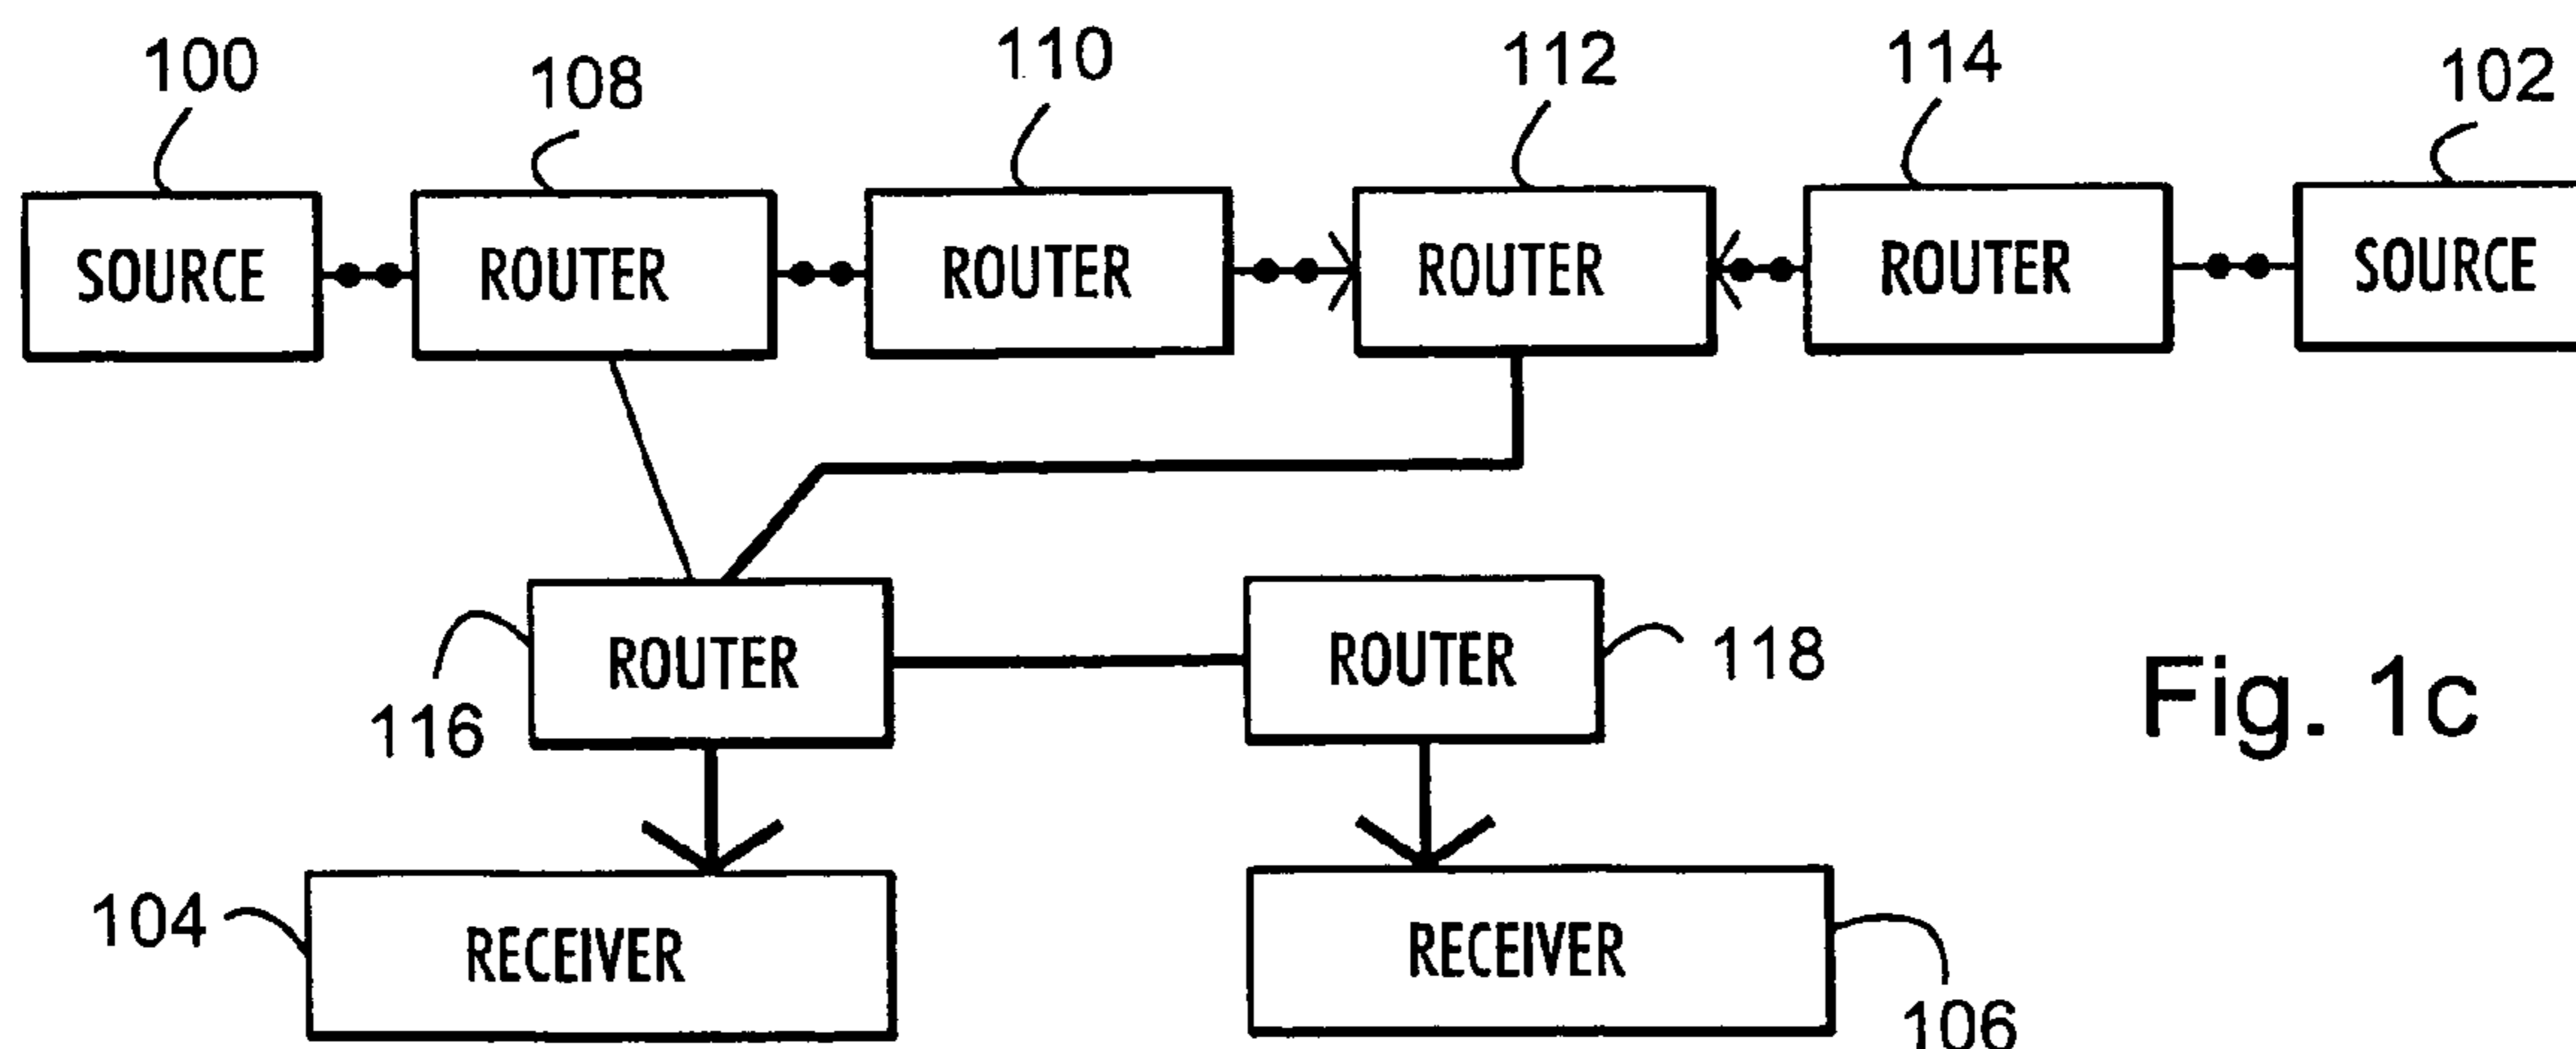 100
108
110
112
114
102
SOURCE
ROUTER
ROUTER
ROUTER
ROUTER
SOURCE
ROUTER
ROUTER
118
116
Fig. 1c
104
RECEIVER
RECEIVER
106